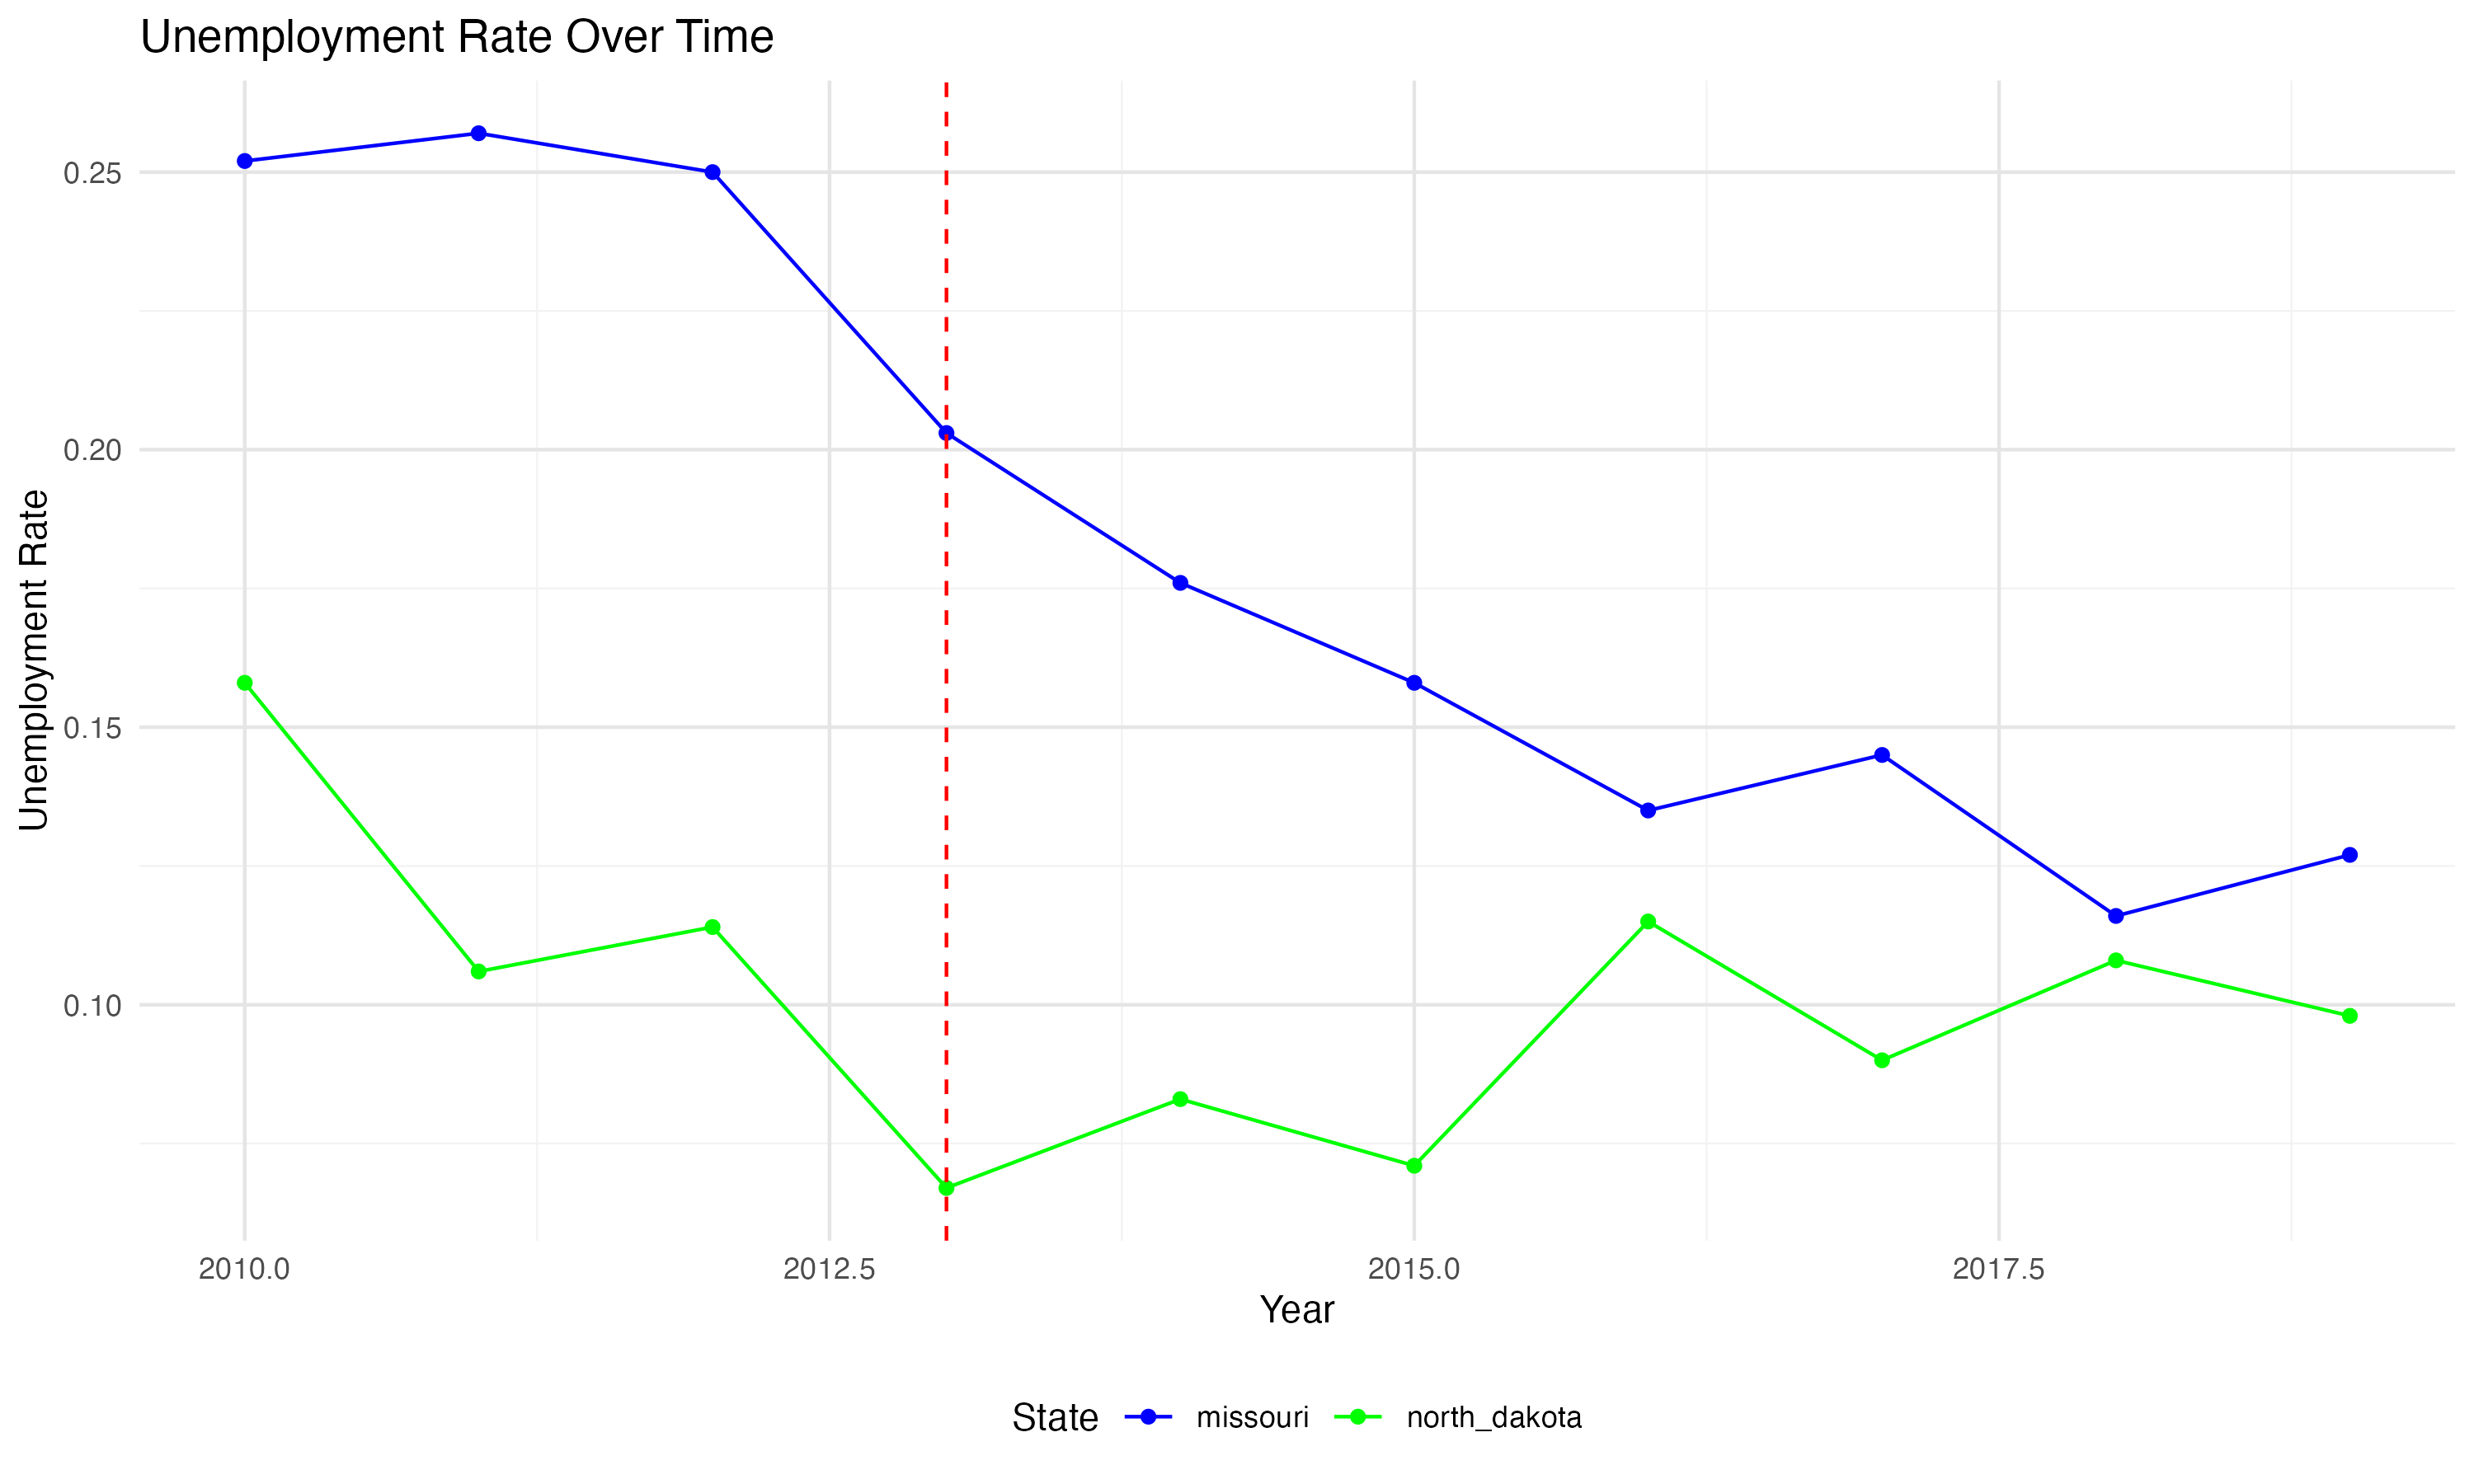 Unemployment Rate Over Time
Unemployment Rate
0.25
0.20
0.15
0.10
2010.0 2012.5 2015.0 2017.5
Year
State missouri north_dakota